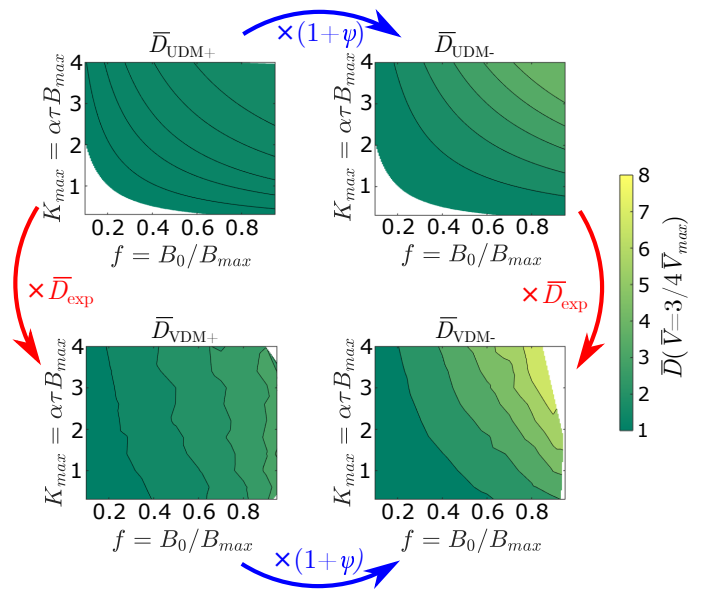 ×(1+ψ)
D̅UDM+
D̅UDM-
Kmax = ατBmax
4
3
2
1
0.2 0.4 0.6 0.8
f = B0/Bmax
Kmax = ατBmax
4
3
2
1
0.2 0.4 0.6 0.8
f = B0/Bmax
×D̅exp
×D̅exp
D̅VDM+
D̅VDM-
Kmax = ατBmax
4
3
2
1
0.2 0.4 0.6 0.8
f = B0/Bmax
Kmax = ατBmax
4
3
2
1
0.2 0.4 0.6 0.8
f = B0/Bmax
×(1+ψ)
8
7
6
5
4
3
2
1
D̅(V̅=3/4V̅max)